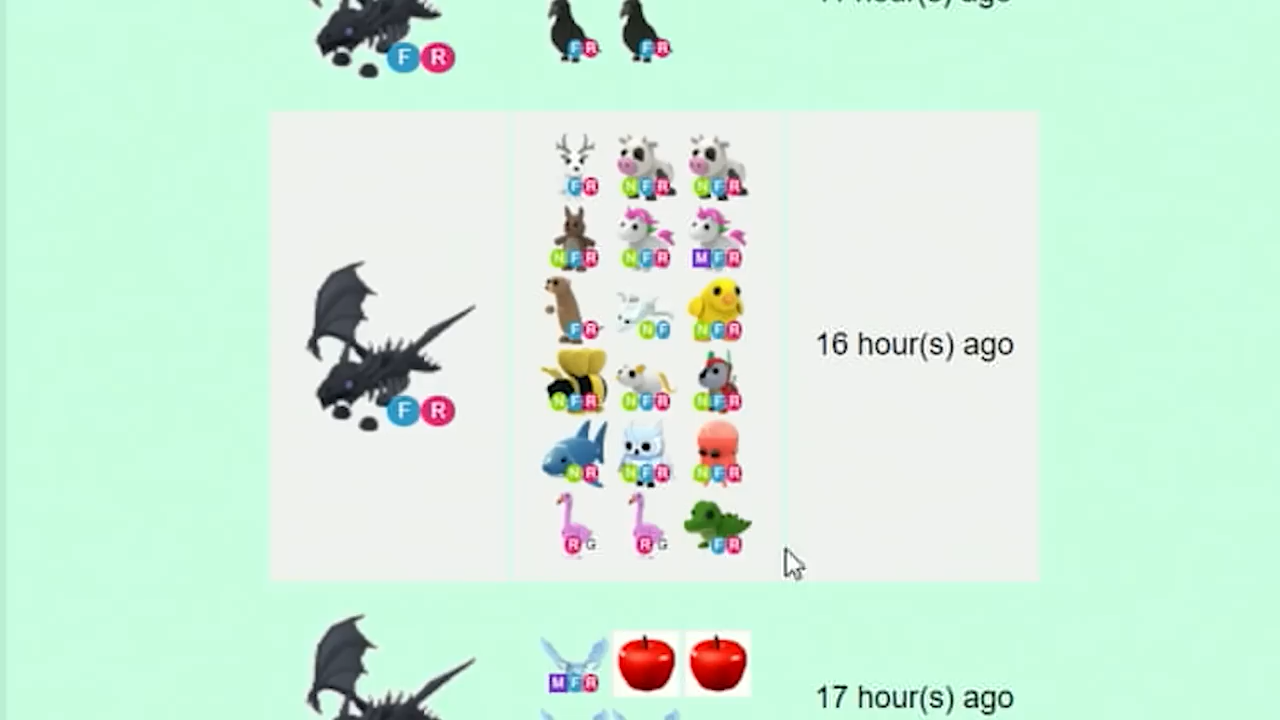 F R F R F R
F R N F R N F R
N F R N F R M F R
F R N F N F R
16 hour(s) ago
N F R N F R N F R
F R
N R N F R N F R
R G R G F R
M F R
17 hour(s) ago